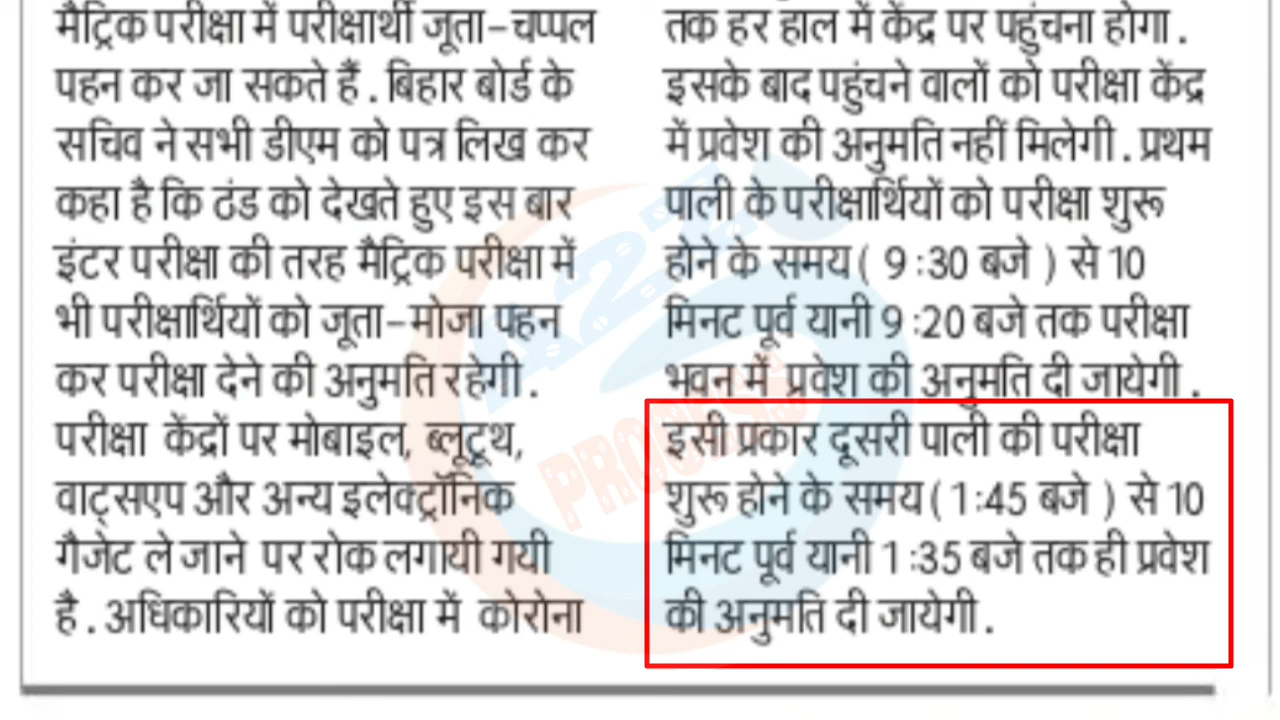 मैट्रिक परीक्षा में परीक्षार्थी जूता-चप्पल
पहन कर जा सकते हैं . बिहार बोर्ड के
सचिव ने सभी डीएम को पत्र लिख कर
कहा है कि ठंड को देखते हुए इस बार
इंटर परीक्षा की तरह मैट्रिक परीक्षा में
भी परीक्षार्थियों को जूता-मोजा पहन
कर परीक्षा देने की अनुमति रहेगी .
परीक्षा केंद्रों पर मोबाइल, ब्लूटूथ,
वाट्सएप और अन्य इलेक्ट्रॉनिक
गैजेट ले जाने पर रोक लगायी गयी
है . अधिकारियों को परीक्षा में कोरोना
तक हर हाल में केंद्र पर पहुंचना होगा .
इसके बाद पहुंचने वालों को परीक्षा केंद्र
में प्रवेश की अनुमति नहीं मिलेगी . प्रथम
पाली के परीक्षार्थियों को परीक्षा शुरू
होने के समय ( 9 :30 बजे ) से 10
मिनट पूर्व यानी 9 :20 बजे तक परीक्षा
भवन में प्रवेश की अनुमति दी जायेगी .
इसी प्रकार दूसरी पाली की परीक्षा
शुरू होने के समय ( 1 :45 बजे ) से 10
मिनट पूर्व यानी 1 :35 बजे तक ही प्रवेश
की अनुमति दी जायेगी .
A2Z
PROCESS